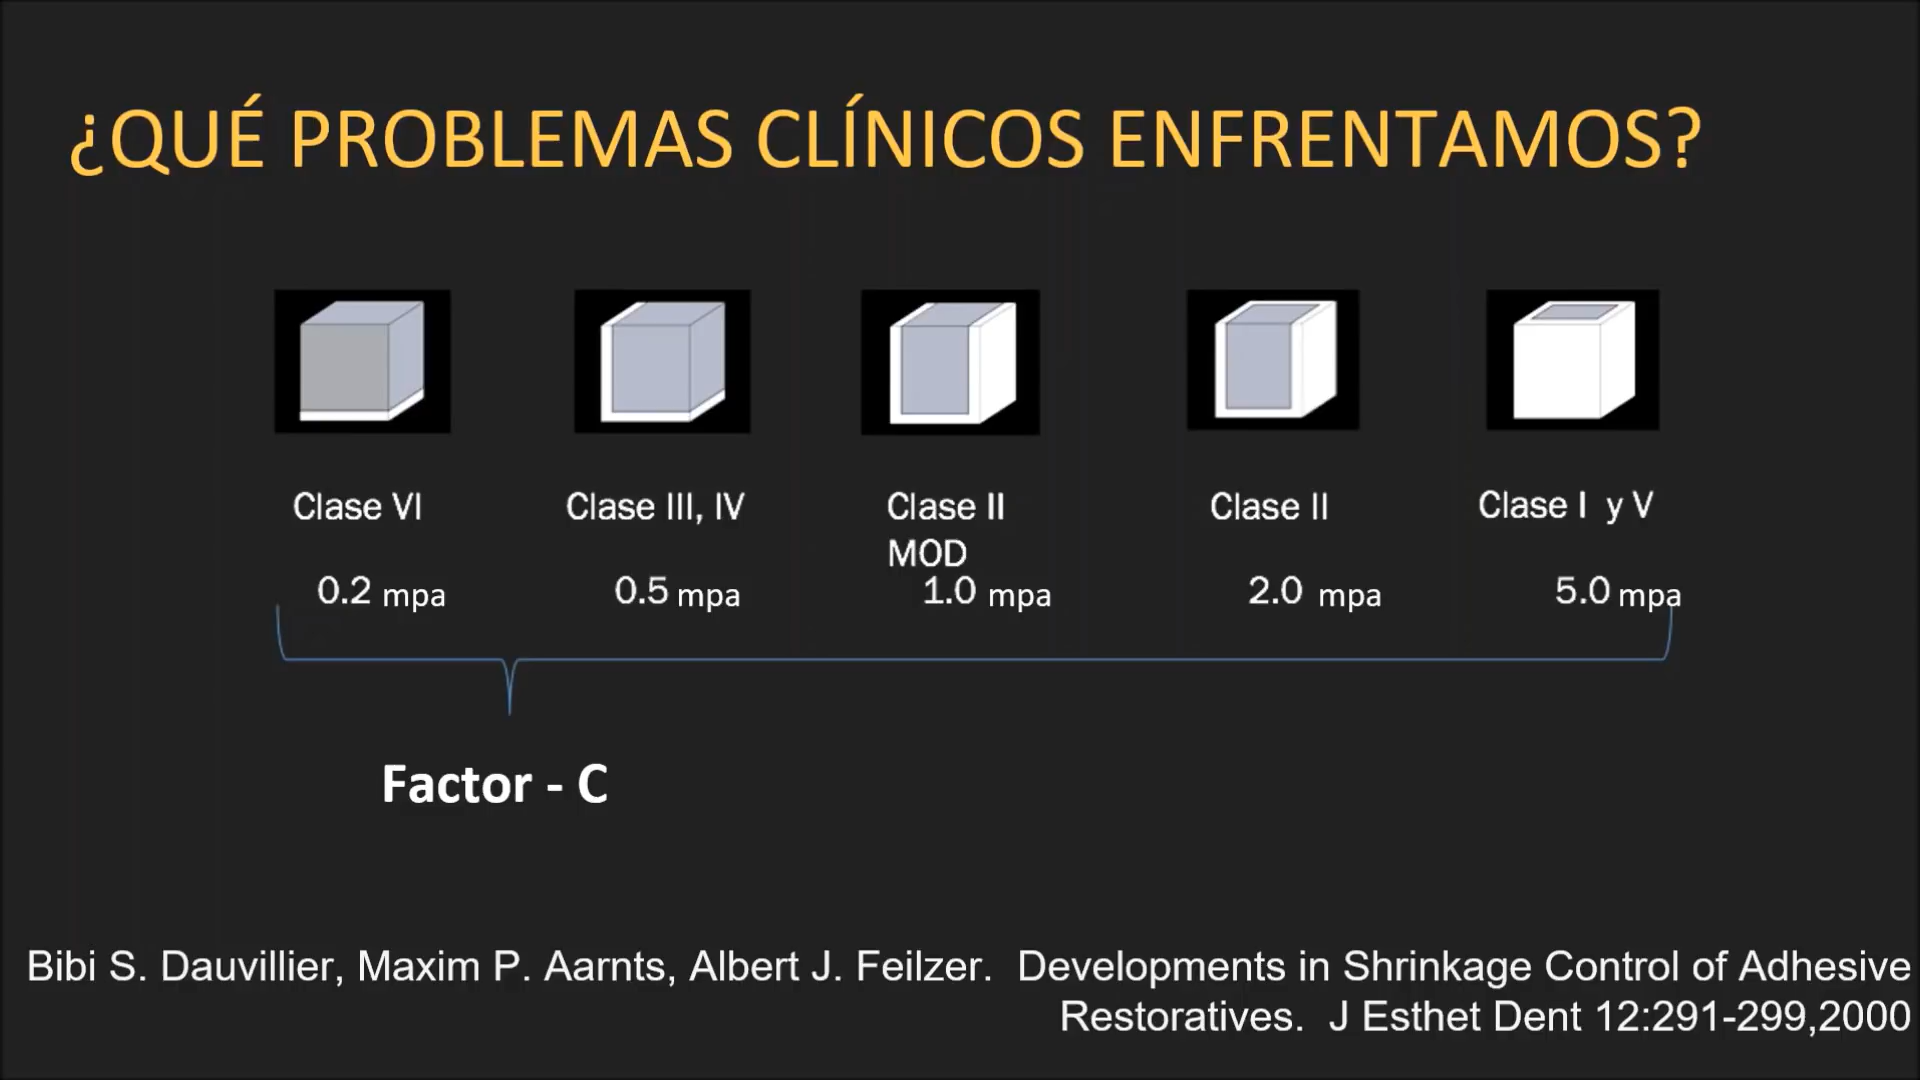 ¿QUÉ PROBLEMAS CLÍNICOS ENFRENTAMOS?
Clase VI
Clase III, IV
Clase II
MOD
Clase II
Clase I y V
0.2 mpa
0.5 mpa
1.0 mpa
2.0 mpa
5.0 mpa
Factor - C
Bibi S. Dauvillier, Maxim P. Aarnts, Albert J. Feilzer. Developments in Shrinkage Control of Adhesive
Restoratives. J Esthet Dent 12:291-299,2000